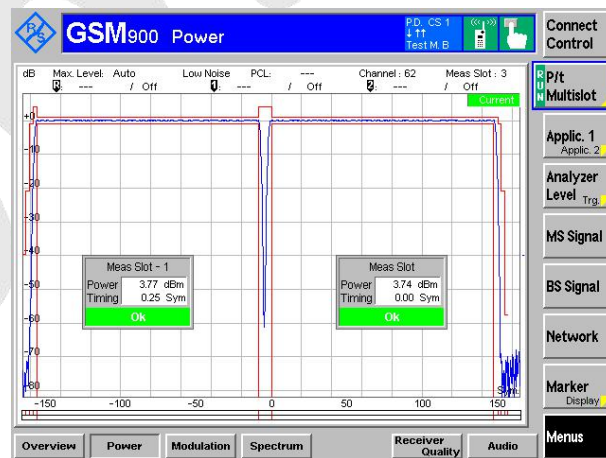 R S
GSM900 Power
P.D. CS 1
Test M. B
Connect Control
dB Max. Level: Auto Low Noise PCL: --- Channel : 62 Meas Slot : 3
--- / Off --- / Off 2: --- / Off
Current
RUN
P/t Multislot
Applic. 1
Applic. 2
Analyzer Level Trg.
MS Signal
BS Signal
Network
Marker
Display
Menus
+0
-10
-20
-30
-40
-50
-60
-70
-80
Meas Slot - 1
Power 3.77 dBm
Timing 0.25 Sym
Ok
Meas Slot
Power 3.74 dBm
Timing 0.00 Sym
Ok
-150 -100 -50 0 50 100 150
Overview Power Modulation Spectrum Receiver Quality Audio